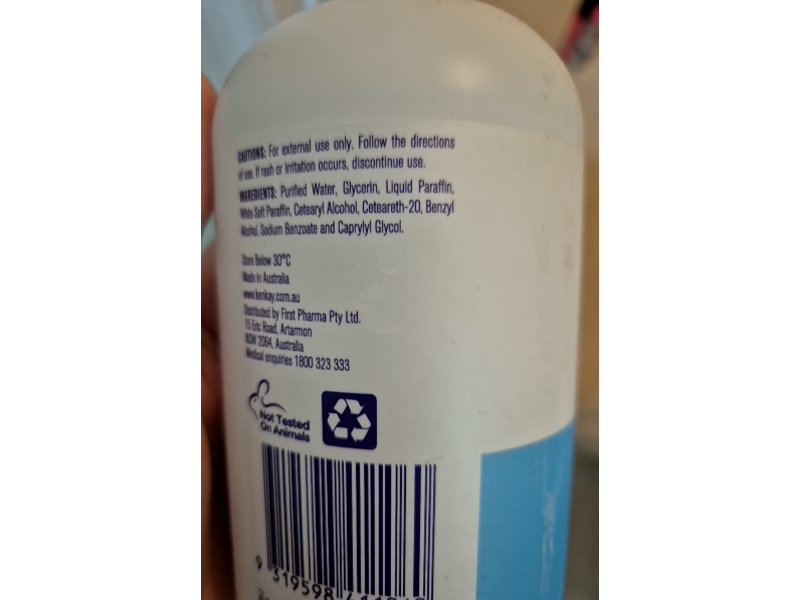 CAUTIONS: For external use only. Follow the directions
of use. If rash or irritation occurs, discontinue use.
INGREDIENTS: Purified Water, Glycerin, Liquid Paraffin,
White Soft Paraffin, Cetearyl Alcohol, Ceteareth-20, Benzyl
Alcohol, Sodium Benzoate and Caprylyl Glycol.
Store Below 30°C
Made in Australia
www.kenkay.com.au
Distributed by First Pharma Pty Ltd.
15 Eric Road, Artarmon
NSW 2064, Australia
Medical enquiries 1800 323 333
Not Tested
On Animals
9 319598